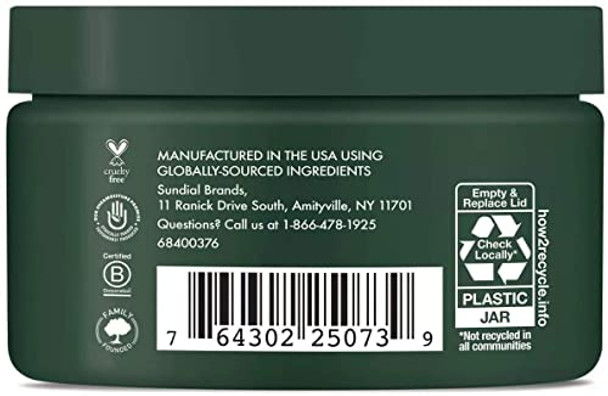 cruelty
free
MANUFACTURED IN THE USA USING
GLOBALLY-SOURCED INGREDIENTS
Sundial Brands,
11 Ranick Drive South, Amityville, NY 11701
Questions? Call us at 1-866-478-1925
68400376
Certified
B
Corporation
FAMILY
FOUNDED
7 64302 25073 9
Empty &
Replace Lid
Check
Locally*
PLASTIC
JAR
*Not recycled in
all communities
how2recycle.info